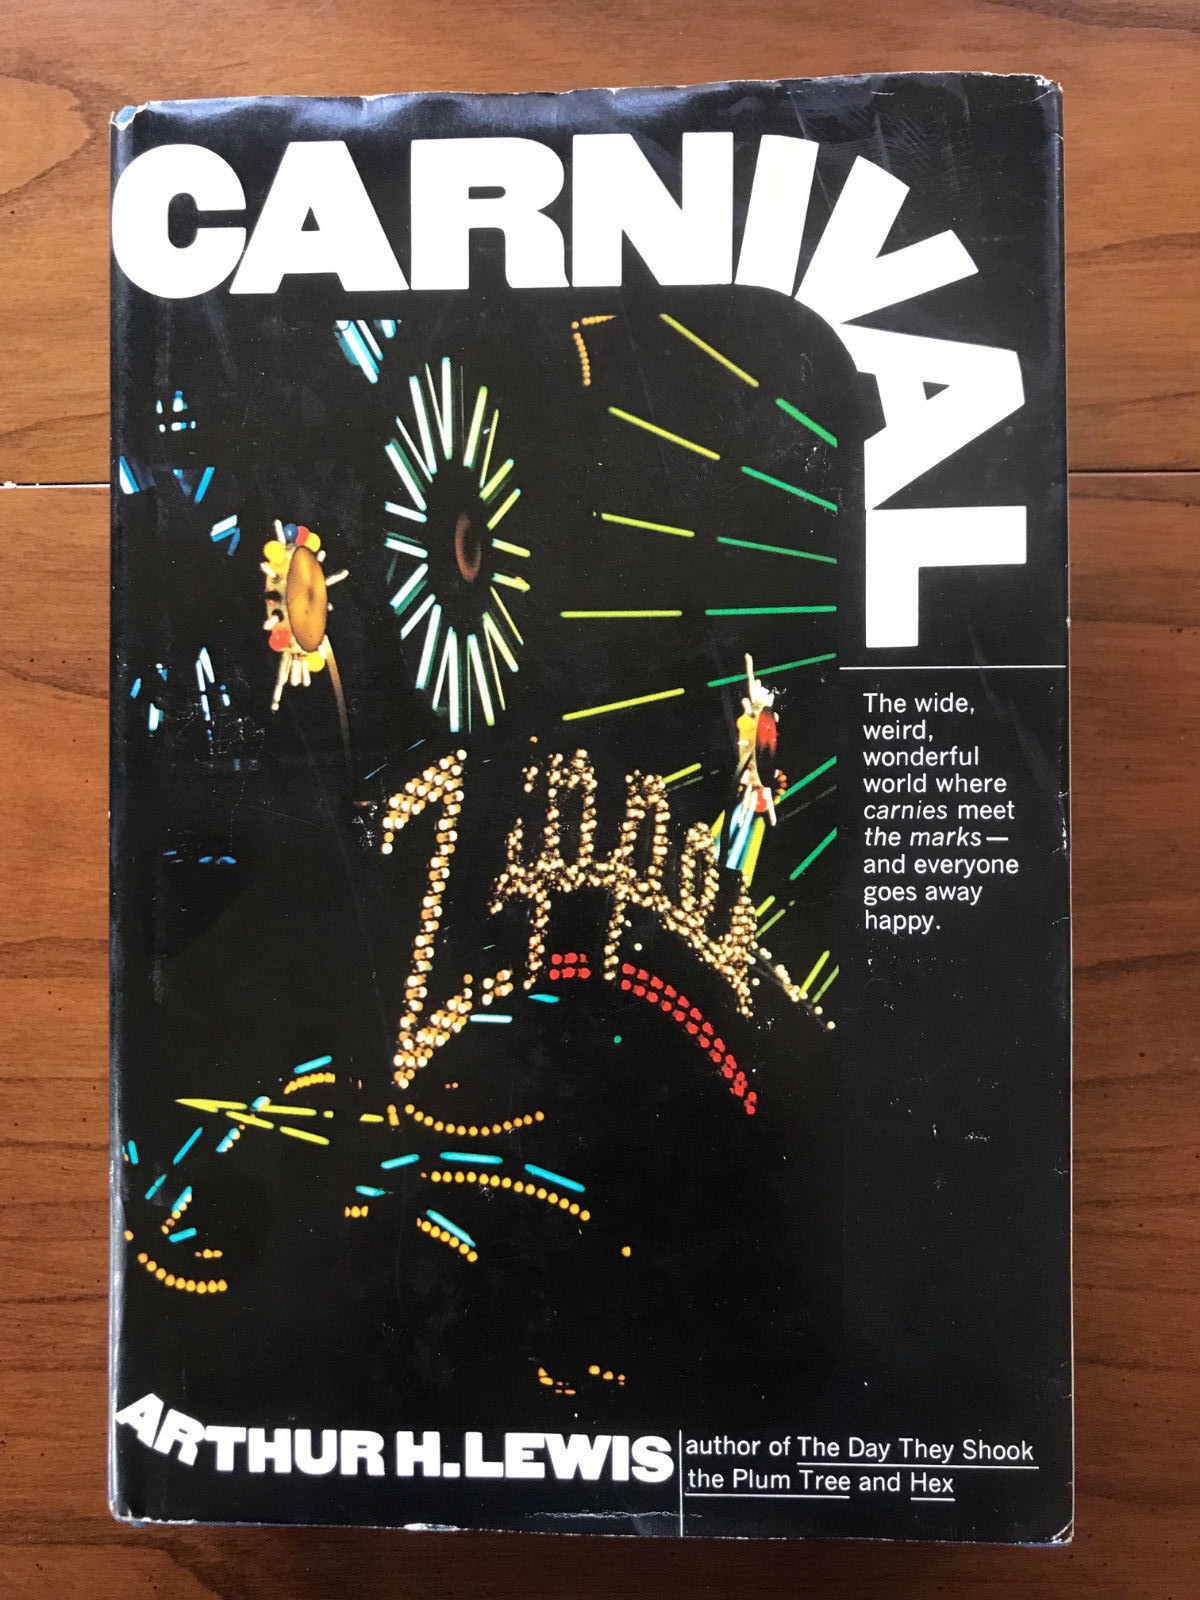 CARNIVAL
The wide,
weird,
wonderful
world where
carnies meet
the marks—
and everyone
goes away
happy.
Zipper
ARTHUR H. LEWIS
author of The Day They Shook
the Plum Tree and Hex